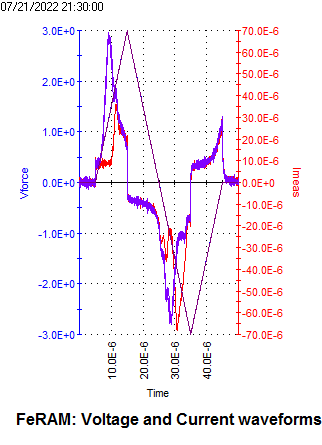 07/21/2022 21:30:00
3.0E+0
2.0E+0
1.0E+0
0.0E+0
-1.0E+0
-2.0E+0
-3.0E+0
Vforce
70.0E-6
60.0E-6
50.0E-6
40.0E-6
30.0E-6
20.0E-6
10.0E-6
0.0E+0
-10.0E-6
-20.0E-6
-30.0E-6
-40.0E-6
-50.0E-6
-60.0E-6
-70.0E-6
Imeas
10.0E-6
20.0E-6
30.0E-6
40.0E-6
Time
FeRAM: Voltage and Current waveforms